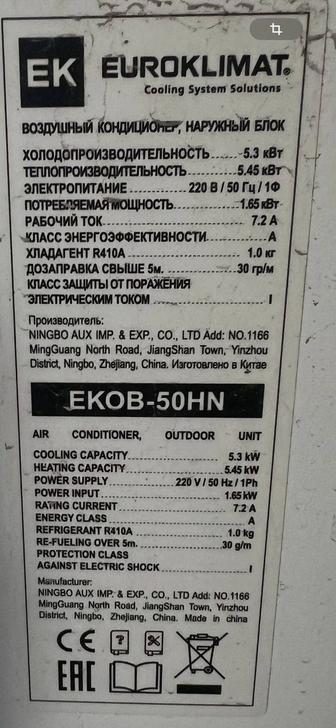 EK EUROKLIMAT®
Cooling System Solutions
ВОЗДУШНЫЙ КОНДИЦИОНЕР, НАРУЖНЫЙ БЛОК
ХОЛОДОПРОИЗВОДИТЕЛЬНОСТЬ......5.3 кВт
ТЕПЛОПРОИЗВОДИТЕЛЬНОСТЬ............5.45 кВт
ЭЛЕКТРОПИТАНИЕ...............220 В / 50 Гц / 1Ф
ПОТРЕБЛЯЕМАЯ МОЩНОСТЬ................1.65 кВт
РАБОЧИЙ ТОК...................................7.2 А
КЛАСС ЭНЕРГОЭФФЕКТИВНОСТИ...............А
ХЛАДАГЕНТ R410A.............................1.0 кг
ДОЗАПРАВКА СВЫШЕ 5м. ..................30 гр/м
КЛАСС ЗАЩИТЫ ОТ ПОРАЖЕНИЯ
ЭЛЕКТРИЧЕСКИМ ТОКОМ ...........................I
Производитель:
NINGBO AUX IMP. & EXP., CO., LTD Add: NO.1166
MingGuang North Road, JiangShan Town, Yinzhou
District, Ningbo, Zhejiang, China. Изготовлено в Китае
EKOB-50HN
AIR CONDITIONER, OUTDOOR UNIT
COOLING CAPACITY............................5.3 kW
HEATING CAPACITY...........................5.45 kW
POWER SUPPLY...................220 V / 50 Hz / 1Ph
POWER INPUT...................................1.65 kW
RATING CURRENT................................7.2 A
ENERGY CLASS.....................................A
REFRIGERANT R410A............................1.0 kg
RE-FUELING OVER 5m. .........................30 g/m
PROTECTION CLASS
AGAINST ELECTRIC SHOCK..........................I
Manufacturer:
NINGBO AUX IMP. & EXP., CO., LTD Add: NO.1166
MingGuang North Road, JiangShan Town, Yinzhou
District, Ningbo, Zhejiang, China. Made in china
CE ?
EAC